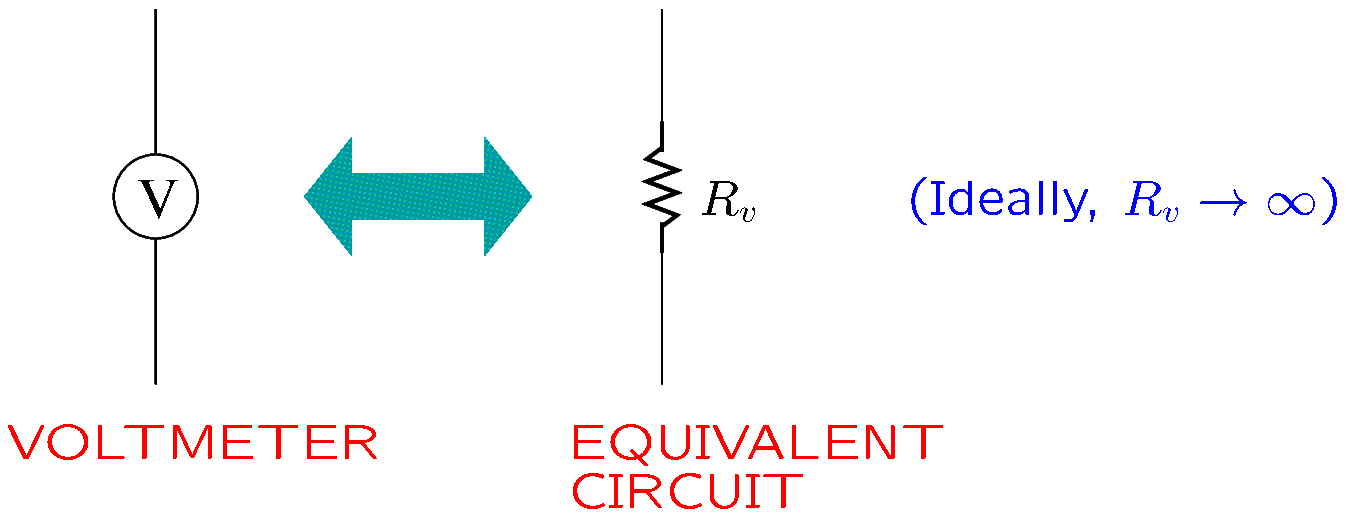 V
R_v
(Ideally, R_v → ∞)
VOLTMETER
EQUIVALENT
CIRCUIT